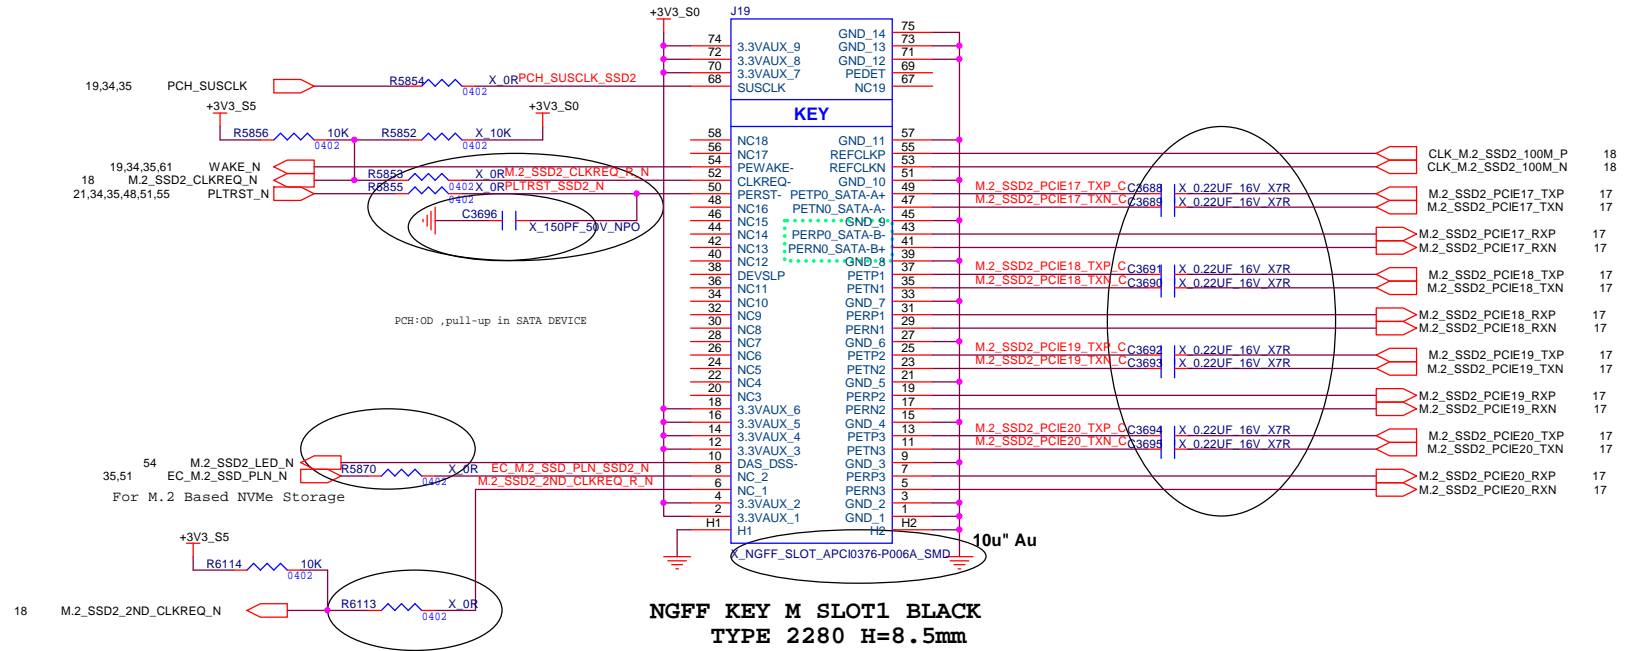 +3V3_S0
J19
74 3.3VAUX_9
72 3.3VAUX_8
70 3.3VAUX_7
68 SUSCLK
GND_14 75
GND_13 73
GND_12 71
PEDET 69
NC19 67
19,34,35 PCH_SUSCLK R5854 X_0R PCH_SUSCLK_SSD2
0402
KEY
+3V3_S5
+3V3_S0
R5856 10K R5852 X_10K
0402 0402
19,34,35,61 WAKE_N
18 M.2_SSD2_CLKREQ_N R5853 X_0R M.2_SSD2_CLKREQ_R_N
0402
21,34,35,48,51,55 PLTRST_N R5855 X_0R PLTRST_SSD2_N
0402
C3696
X_150PF_50V_NPO
58 NC18
56 NC17
54 PEWAKE-
52 CLKREQ-
50 PERST-
48 NC16
46 NC15
44 NC14
42 NC13
40 NC12
38 DEVSLP
36 NC11
34 NC10
32 NC9
30 NC8
28 NC7
26 NC6
24 NC5
22 NC4
20 NC3
18 3.3VAUX_6
16 3.3VAUX_5
14 3.3VAUX_4
12 3.3VAUX_3
10 DAS_DSS-
8 NC_2
6 NC_1
4 3.3VAUX_2
2 3.3VAUX_1
H1 H1
GND_11 57
REFCLKP 55
REFCLKN 53
GND_10 51
PETP0_SATA-A+ 49
PETN0_SATA-A- 47
GND_9 45
PERP0_SATA-B- 43
PERN0_SATA-B+ 41
GND_8 39
PETP1 37
PETN1 35
GND_7 33
PERP1 31
PERN1 29
GND_6 27
PETP2 25
PETN2 23
GND_5 21
PERP2 19
PERN2 17
GND_4 15
PETP3 13
PETN3 11
GND_3 9
PERP3 7
PERN3 5
GND_2 3
GND_1 1
H2 H2
CLK_M.2_SSD2_100M_P 18
CLK_M.2_SSD2_100M_N 18
M.2_SSD2_PCIE17_TXP_C C3688 X_0.22UF_16V_X7R M.2_SSD2_PCIE17_TXP 17
M.2_SSD2_PCIE17_TXN_C C3689 X_0.22UF_16V_X7R M.2_SSD2_PCIE17_TXN 17
M.2_SSD2_PCIE17_RXP 17
M.2_SSD2_PCIE17_RXN 17
M.2_SSD2_PCIE18_TXP_C C3691 X_0.22UF_16V_X7R M.2_SSD2_PCIE18_TXP 17
M.2_SSD2_PCIE18_TXN_C C3690 X_0.22UF_16V_X7R M.2_SSD2_PCIE18_TXN 17
M.2_SSD2_PCIE18_RXP 17
M.2_SSD2_PCIE18_RXN 17
M.2_SSD2_PCIE19_TXP_C C3692 X_0.22UF_16V_X7R M.2_SSD2_PCIE19_TXP 17
M.2_SSD2_PCIE19_TXN_C C3693 X_0.22UF_16V_X7R M.2_SSD2_PCIE19_TXN 17
M.2_SSD2_PCIE19_RXP 17
M.2_SSD2_PCIE19_RXN 17
M.2_SSD2_PCIE20_TXP_C C3694 X_0.22UF_16V_X7R M.2_SSD2_PCIE20_TXP 17
M.2_SSD2_PCIE20_TXN_C C3695 X_0.22UF_16V_X7R M.2_SSD2_PCIE20_TXN 17
M.2_SSD2_PCIE20_RXP 17
M.2_SSD2_PCIE20_RXN 17
PCH:OD ,pull-up in SATA DEVICE
54 M.2_SSD2_LED_N
35,51 EC_M.2_SSD_PLN_N R5870 X_0R EC_M.2_SSD_PLN_SSD2_N
0402 M.2_SSD2_2ND_CLKREQ_R_N
For M.2 Based NVMe Storage
+3V3_S5
R6114 10K
0402
18 M.2_SSD2_2ND_CLKREQ_N R6113 X_0R
0402
10u" Au
X_NGFF_SLOT_APCI0376-P006A_SMD
NGFF KEY M SLOT1 BLACK
TYPE 2280 H=8.5mm